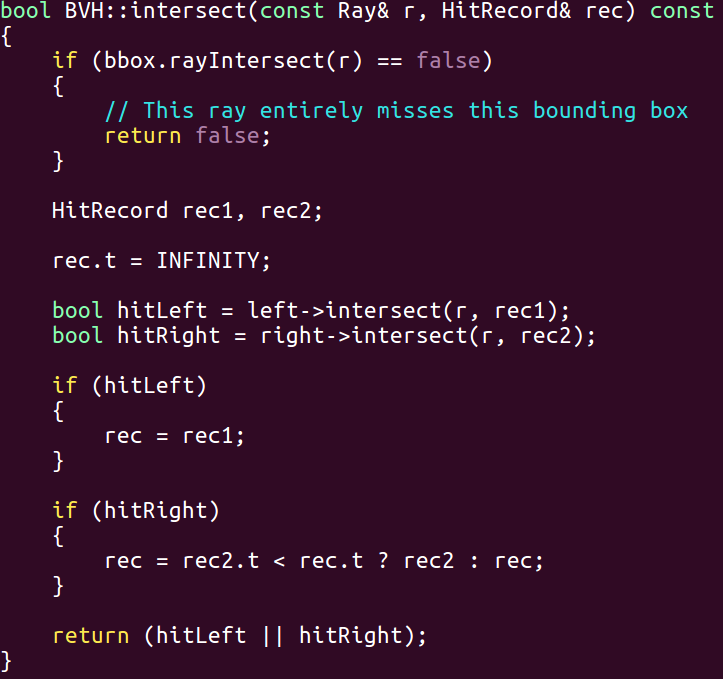 bool BVH::intersect(const Ray& r, HitRecord& rec) const
{
    if (bbox.rayIntersect(r) == false)
    {
        // This ray entirely misses this bounding box
        return false;
    }

    HitRecord rec1, rec2;

    rec.t = INFINITY;

    bool hitLeft = left->intersect(r, rec1);
    bool hitRight = right->intersect(r, rec2);

    if (hitLeft)
    {
        rec = rec1;
    }

    if (hitRight)
    {
        rec = rec2.t < rec.t ? rec2 : rec;
    }

    return (hitLeft || hitRight);
}